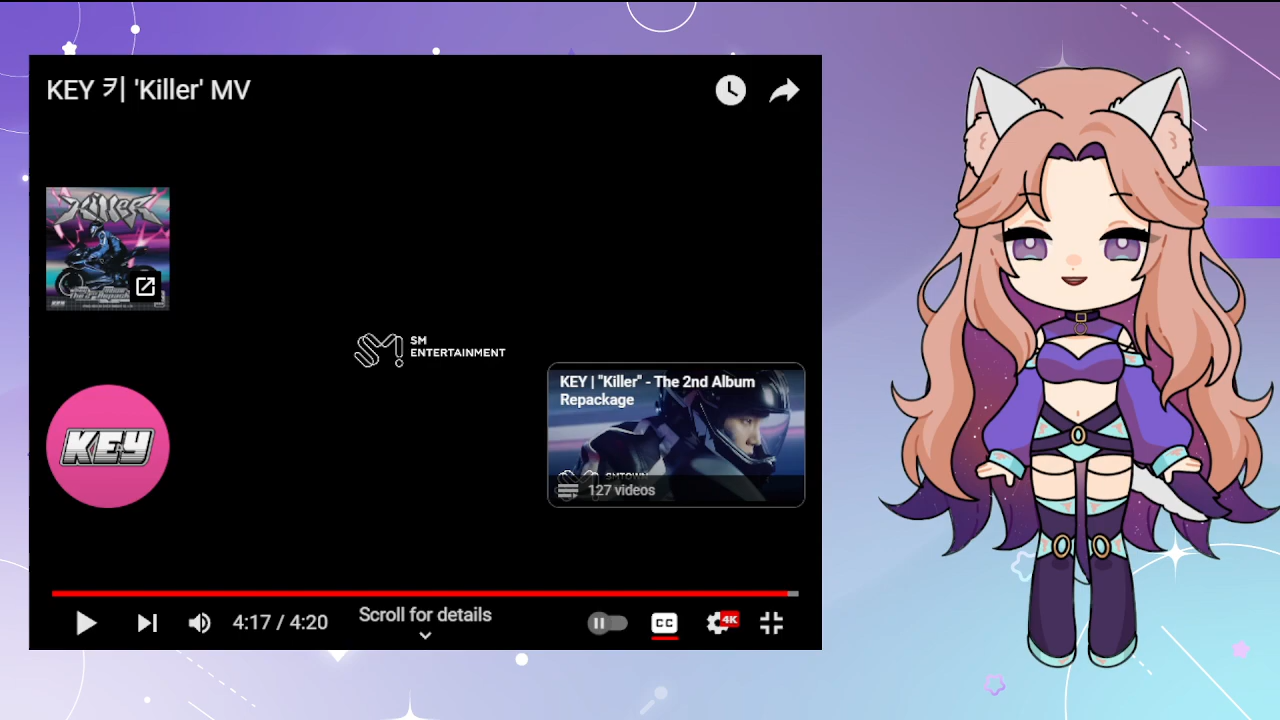 KEY 키 'Killer' MV
KILLER
KEY
SM
ENTERTAINMENT
KEY | "Killer" - The 2nd Album
Repackage
SMTOWN
127 videos
4:17 / 4:20
Scroll for details
CC
4K